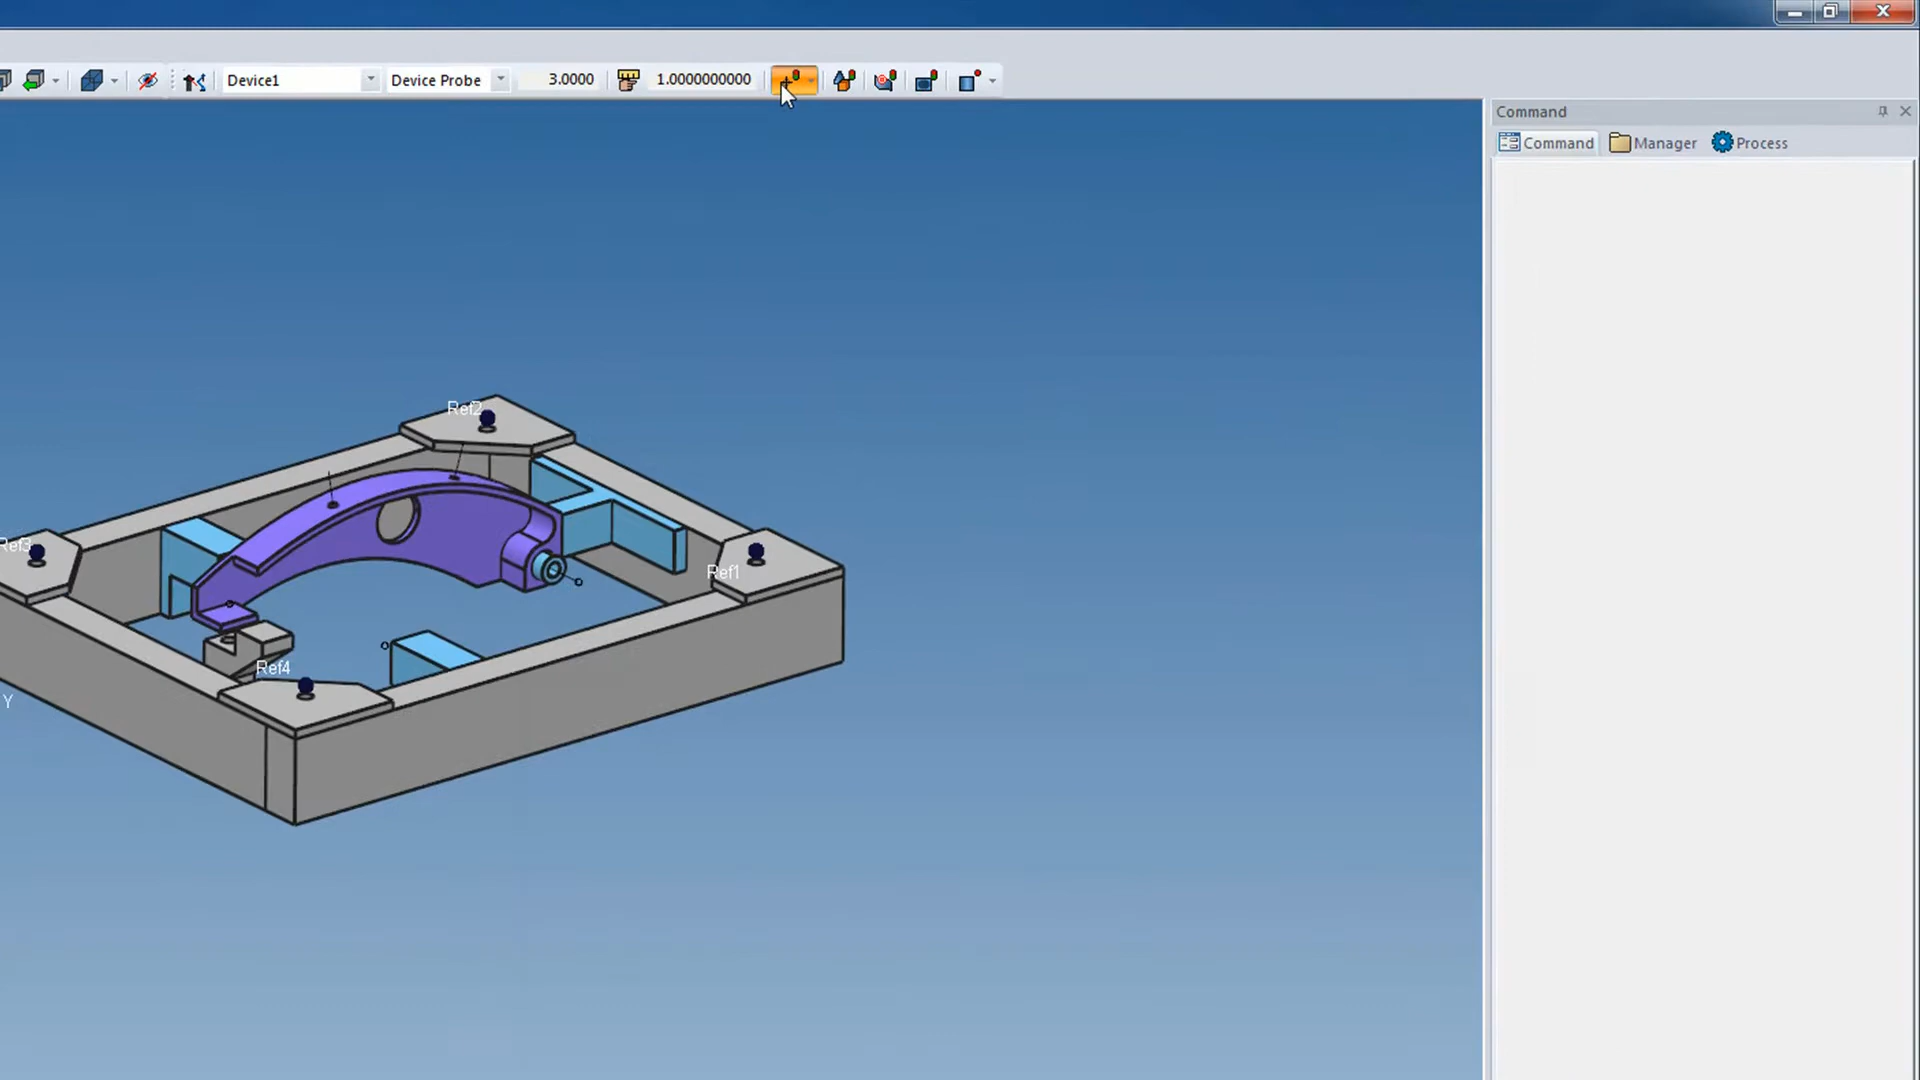 Device1
Device Probe
3.0000
1.0000000000
Command
Command
Manager
Process
Ref2
Ref3
Ref1
Ref4
Y